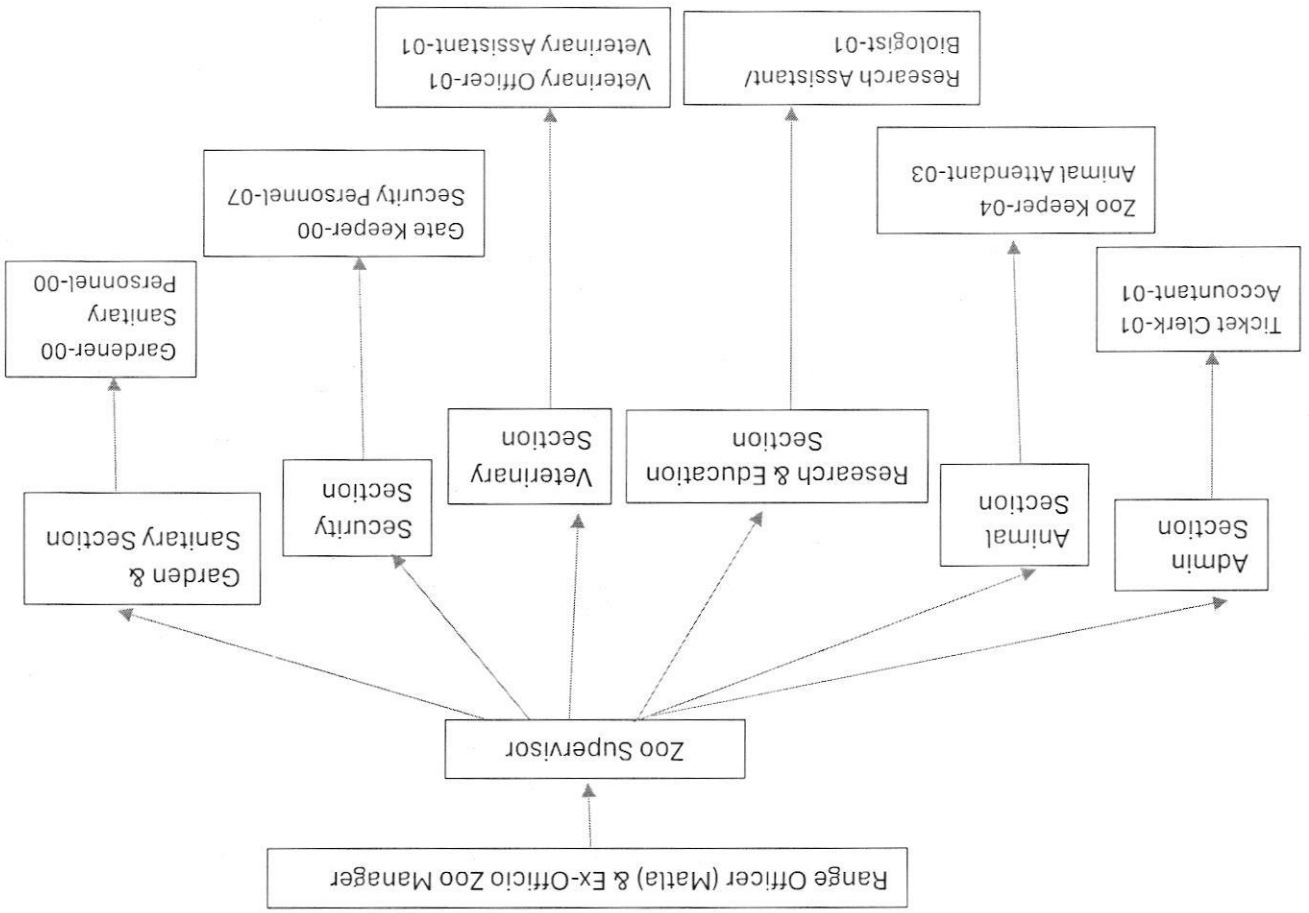 Range Officer (Matla) & Ex-Officio Zoo Manager
Zoo Supervisor
Admin
Section
Animal
Section
Research & Education
Section
Veterinary
Section
Security
Section
Garden &
Sanitary Section
Ticket Clerk-01
Accountant-01
Zoo Keeper-04
Animal Attendant-03
Research Assistant/
Biologist-01
Veterinary Officer-01
Veterinary Assistant-01
Gate Keeper-00
Security Personnel-07
Gardener-00
Sanitary
Personnel-00